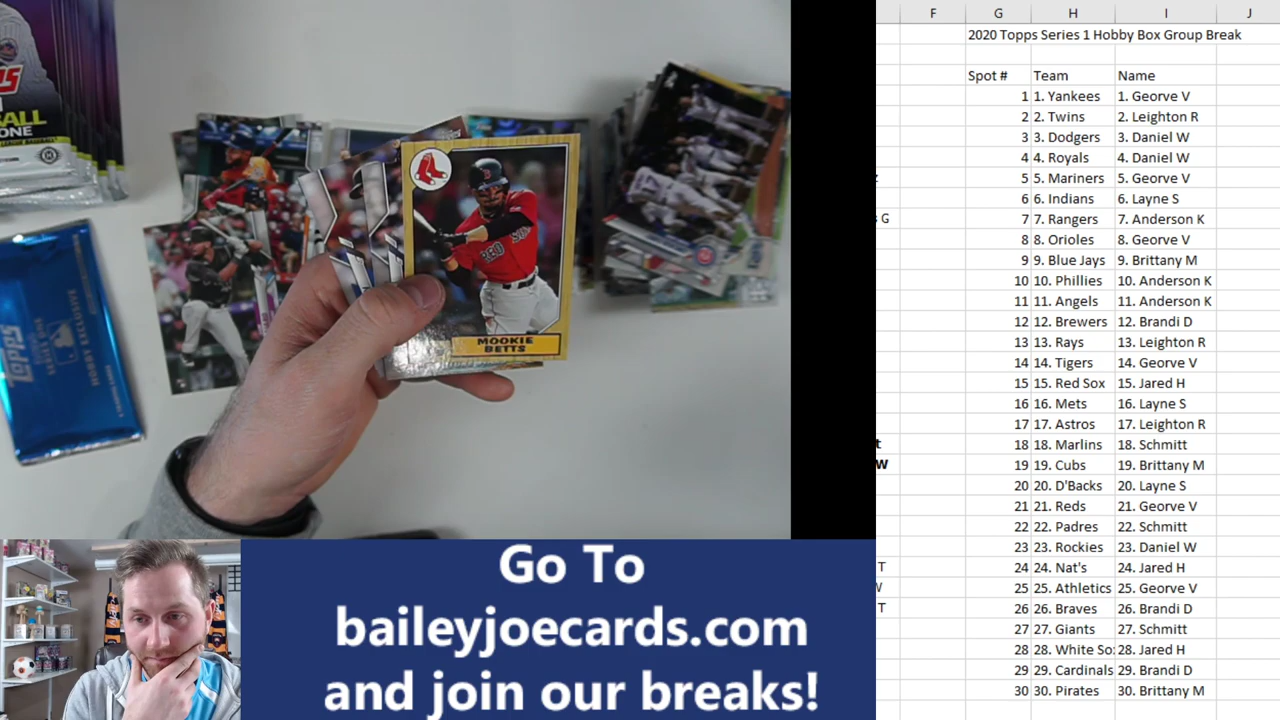 F G H I J
2020 Topps Series 1 Hobby Box Group Break
Spot # Team Name
1 1. Yankees 1. Georve V
2 2. Twins 2. Leighton R
3 3. Dodgers 3. Daniel W
4 4. Royals 4. Daniel W
5 5. Mariners 5. Georve V
6 6. Indians 6. Layne S
G 7 7. Rangers 7. Anderson K
8 8. Orioles 8. Georve V
9 9. Blue Jays 9. Brittany M
10 10. Phillies 10. Anderson K
11 11. Angels 11. Anderson K
12 12. Brewers 12. Brandi D
13 13. Rays 13. Leighton R
14 14. Tigers 14. Georve V
15 15. Red Sox 15. Jared H
16 16. Mets 16. Layne S
17 17. Astros 17. Leighton R
t 18 18. Marlins 18. Schmitt
W 19 19. Cubs 19. Brittany M
20 20. D'Backs 20. Layne S
21 21. Reds 21. Georve V
22 22. Padres 22. Schmitt
23 23. Rockies 23. Daniel W
T 24 24. Nat's 24. Jared H
25 25. Athletics 25. Georve V
T 26 26. Braves 26. Brandi D
27 27. Giants 27. Schmitt
28 28. White So 28. Jared H
29 29. Cardinals 29. Brandi D
30 30. Pirates 30. Brittany M
MOOKIE
BETTS
RED SOX
TOPPS
SERIES ONE
HOBBY EXCLUSIVE
Go To
baileyjoecards.com
and join our breaks!